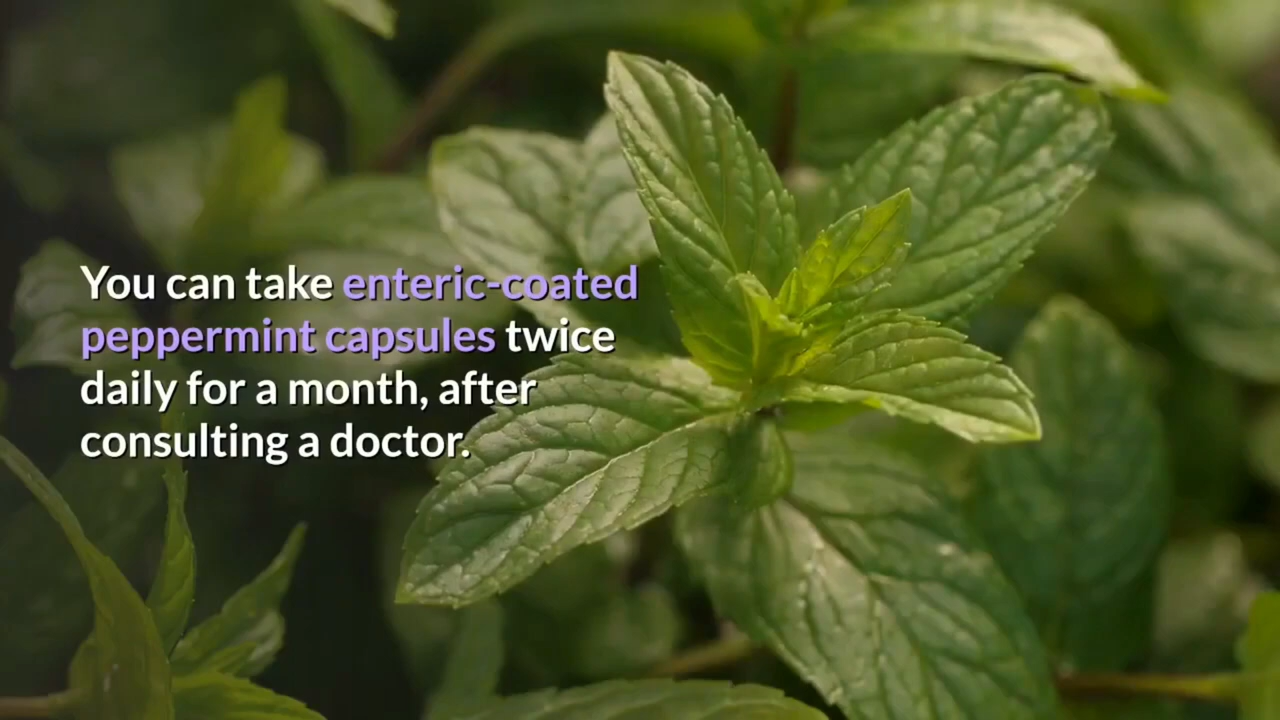 You can take enteric-coated
peppermint capsules twice
daily for a month, after
consulting a doctor.